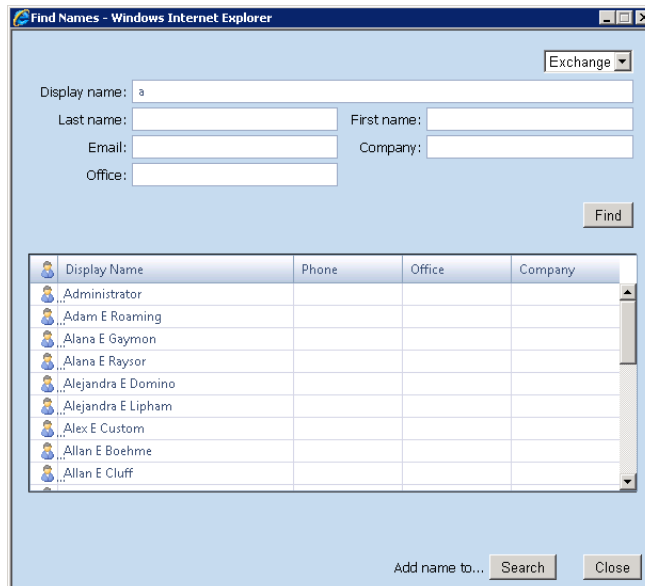 Find Names - Windows Internet Explorer
Exchange
Display name: a
Last name: First name:
Email: Company:
Office:
Find
Display Name Phone Office Company
Administrator
Adam E Roaming
Alana E Gaymon
Alana E Raysor
Alejandra E Domino
Alejandra E Lipham
Alex E Custom
Allan E Boehme
Allan E Cluff
Add name to... Search Close